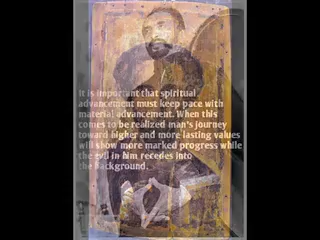 It is important that spiritual
advancement must keep pace with
material advancement. When this
comes to be realized man's journey
toward higher and more lasting values
will show more marked progress while
the evil in him recedes into
the Background.